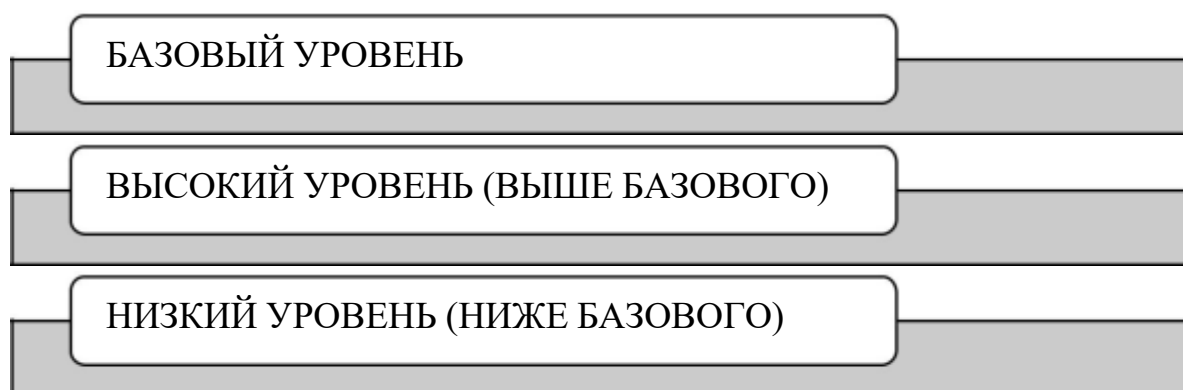 БАЗОВЫЙ УРОВЕНЬ
ВЫСОКИЙ УРОВЕНЬ (ВЫШЕ БАЗОВОГО)
НИЗКИЙ УРОВЕНЬ (НИЖЕ БАЗОВОГО)